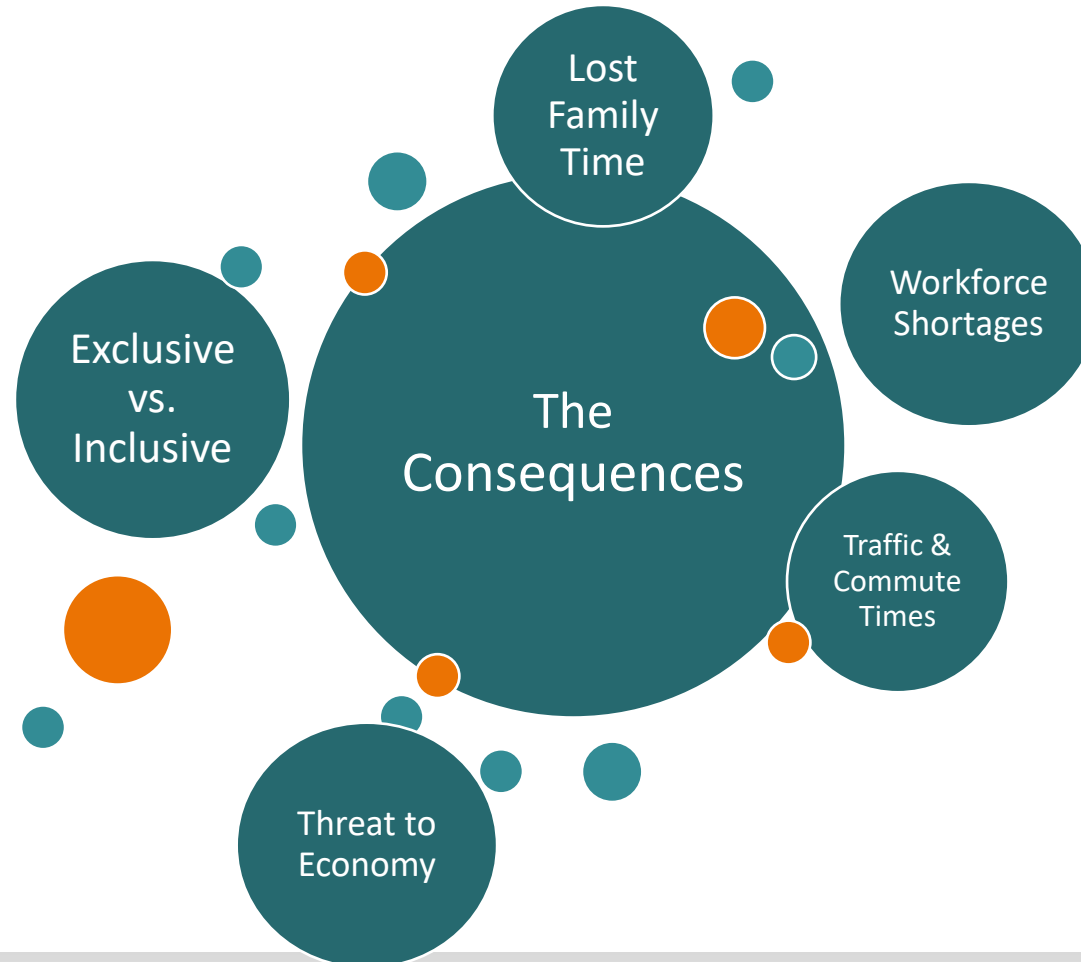 Lost
Family
Time
Workforce
Shortages
Exclusive
vs.
Inclusive
The
Consequences
Traffic &
Commute
Times
Threat to
Economy